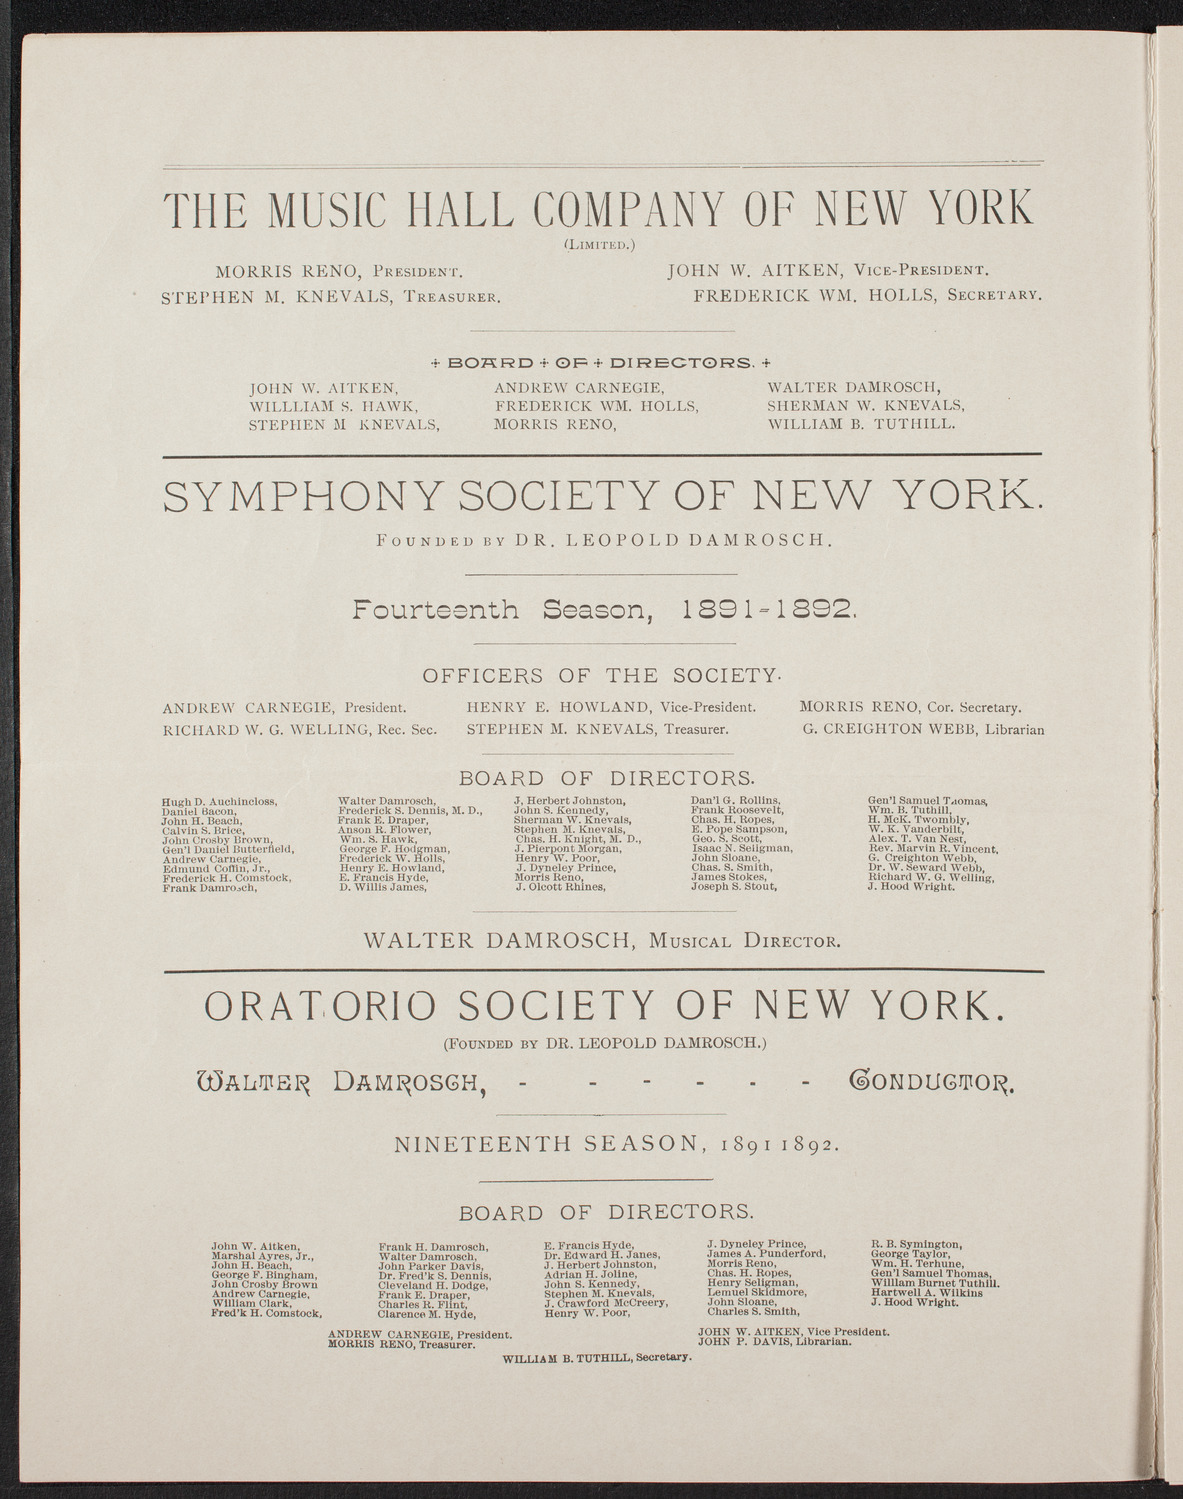 THE MUSIC HALL COMPANY OF NEW YORK
(LIMITED.)
MORRIS RENO, PRESIDENT. JOHN W. AITKEN, VICE-PRESIDENT.
STEPHEN M. KNEVALS, TREASURER. FREDERICK WM. HOLLS, SECRETARY.
+ BOARD + OF + DIRECTORS. +
JOHN W. AITKEN, ANDREW CARNEGIE, WALTER DAMROSCH,
WILLLIAM S. HAWK, FREDERICK WM. HOLLS, SHERMAN W. KNEVALS,
STEPHEN M KNEVALS, MORRIS RENO, WILLIAM B. TUTHILL.
SYMPHONY SOCIETY OF NEW YORK.
FOUNDED BY DR. LEOPOLD DAMROSCH.
Fourteenth Season, 1891-1892.
OFFICERS OF THE SOCIETY.
ANDREW CARNEGIE, President. HENRY E. HOWLAND, Vice-President. MORRIS RENO, Cor. Secretary.
RICHARD W. G. WELLING, Rec. Sec. STEPHEN M. KNEVALS, Treasurer. G. CREIGHTON WEBB, Librarian
BOARD OF DIRECTORS.
Hugh D. Auchincloss, Walter Damrosch, J. Herbert Johnston, Dan'l G. Rollins, Gen'l Samuel Thomas,
Daniel Bacon, Frederick S. Dennis, M. D., John S. Kennedy, Frank Roosevelt, Wm. B. Tuthill,
John H. Beach, Frank E. Draper, Sherman W. Knevals, Chas. H. Ropes, H. McK. Twombly,
Calvin S. Brice, Anson R. Flower, Stephen M. Knevals, E. Pope Sampson, W. K. Vanderbilt,
John Crosby Brown, Wm. S. Hawk, Chas. H. Knight, M. D., Geo. S. Scott, Alex. T. Van Nest,
Gen'l Daniel Butterfield, George F. Hodgman, J. Pierpont Morgan, Isaac N. Seligman, Rev. Marvin R. Vincent,
Andrew Carnegie, Frederick W. Holls, Henry W. Poor, John Sloane, G. Creighton Webb,
Edmund Coffin, Jr., Henry E. Howland, J. Dyneley Prince, Chas. S. Smith, Dr. W. Seward Webb,
Frederick H. Comstock, E. Francis Hyde, Morris Reno, James Stokes, Richard W. G. Welling,
Frank Damrosch, D. Willis James, J. Olcott Rhines, Joseph S. Stout, J. Hood Wright.
WALTER DAMROSCH, MUSICAL DIRECTOR.
ORATORIO SOCIETY OF NEW YORK.
(FOUNDED BY DR. LEOPOLD DAMROSCH.)
WALTER DAMROSCH, - - - - - - CONDUCTOR.
NINETEENTH SEASON, 1891 1892.
BOARD OF DIRECTORS.
John W. Aitken, Frank H. Damrosch, E. Francis Hyde, J. Dyneley Prince, R. B. Symington,
Marshal Ayres, Jr., Walter Damrosch, Dr. Edward H. Janes, James A. Punderford, George Taylor,
John H. Beach, John Parker Davis, J. Herbert Johnston, Morris Reno, Wm. H. Terhune,
George F. Bingham, Dr. Fred'k S. Dennis, Adrian H. Joline, Chas. H. Ropes, Gen'l Samuel Thomas,
John Crosby Brown Cleveland H. Dodge, John S. Kennedy, Henry Seligman, William Burnet Tuthill.
Andrew Carnegie, Frank E. Draper, Stephen M. Knevals, Lemuel Skidmore, Hartwell A. Wilkins
William Clark, Charles R. Flint, J. Crawford McCreery, John Sloane, J. Hood Wright.
Fred'k H. Comstock, Clarence M. Hyde, Henry W. Poor, Charles S. Smith,
ANDREW CARNEGIE, President. JOHN W. AITKEN, Vice President.
MORRIS RENO, Treasurer. JOHN P. DAVIS, Librarian.
WILLIAM B. TUTHILL, Secretary.